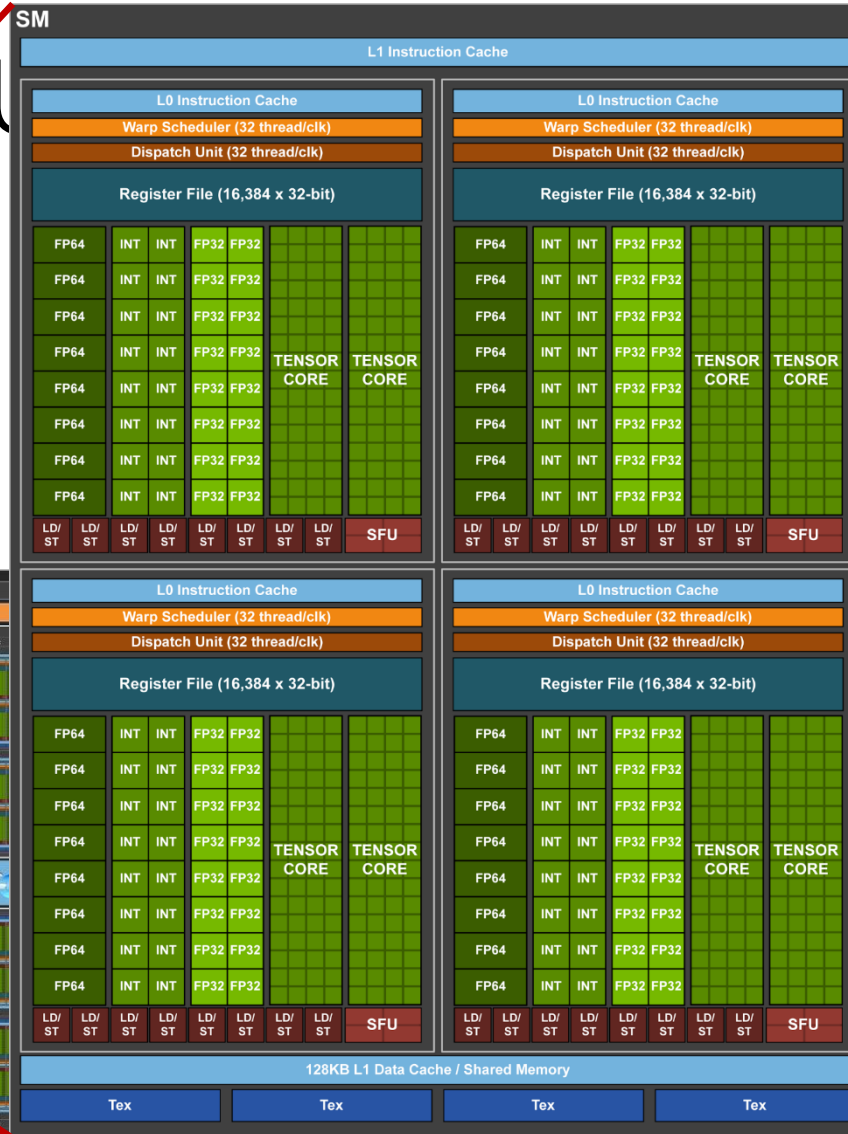 SM
L1 Instruction Cache
L0 Instruction Cache
Warp Scheduler (32 thread/clk)
Dispatch Unit (32 thread/clk)
Register File (16,384 x 32-bit)
FP64 INT INT FP32 FP32
FP64 INT INT FP32 FP32
FP64 INT INT FP32 FP32
FP64 INT INT FP32 FP32
TENSOR CORE TENSOR CORE
FP64 INT INT FP32 FP32
FP64 INT INT FP32 FP32
FP64 INT INT FP32 FP32
FP64 INT INT FP32 FP32
LD/ST LD/ST LD/ST LD/ST LD/ST LD/ST LD/ST LD/ST SFU
L0 Instruction Cache
Warp Scheduler (32 thread/clk)
Dispatch Unit (32 thread/clk)
Register File (16,384 x 32-bit)
FP64 INT INT FP32 FP32
FP64 INT INT FP32 FP32
FP64 INT INT FP32 FP32
FP64 INT INT FP32 FP32
TENSOR CORE TENSOR CORE
FP64 INT INT FP32 FP32
FP64 INT INT FP32 FP32
FP64 INT INT FP32 FP32
FP64 INT INT FP32 FP32
LD/ST LD/ST LD/ST LD/ST LD/ST LD/ST LD/ST LD/ST SFU
L0 Instruction Cache
Warp Scheduler (32 thread/clk)
Dispatch Unit (32 thread/clk)
Register File (16,384 x 32-bit)
FP64 INT INT FP32 FP32
FP64 INT INT FP32 FP32
FP64 INT INT FP32 FP32
FP64 INT INT FP32 FP32
TENSOR CORE TENSOR CORE
FP64 INT INT FP32 FP32
FP64 INT INT FP32 FP32
FP64 INT INT FP32 FP32
FP64 INT INT FP32 FP32
LD/ST LD/ST LD/ST LD/ST LD/ST LD/ST LD/ST LD/ST SFU
L0 Instruction Cache
Warp Scheduler (32 thread/clk)
Dispatch Unit (32 thread/clk)
Register File (16,384 x 32-bit)
FP64 INT INT FP32 FP32
FP64 INT INT FP32 FP32
FP64 INT INT FP32 FP32
FP64 INT INT FP32 FP32
TENSOR CORE TENSOR CORE
FP64 INT INT FP32 FP32
FP64 INT INT FP32 FP32
FP64 INT INT FP32 FP32
FP64 INT INT FP32 FP32
LD/ST LD/ST LD/ST LD/ST LD/ST LD/ST LD/ST LD/ST SFU
128KB L1 Data Cache / Shared Memory
Tex Tex Tex Tex